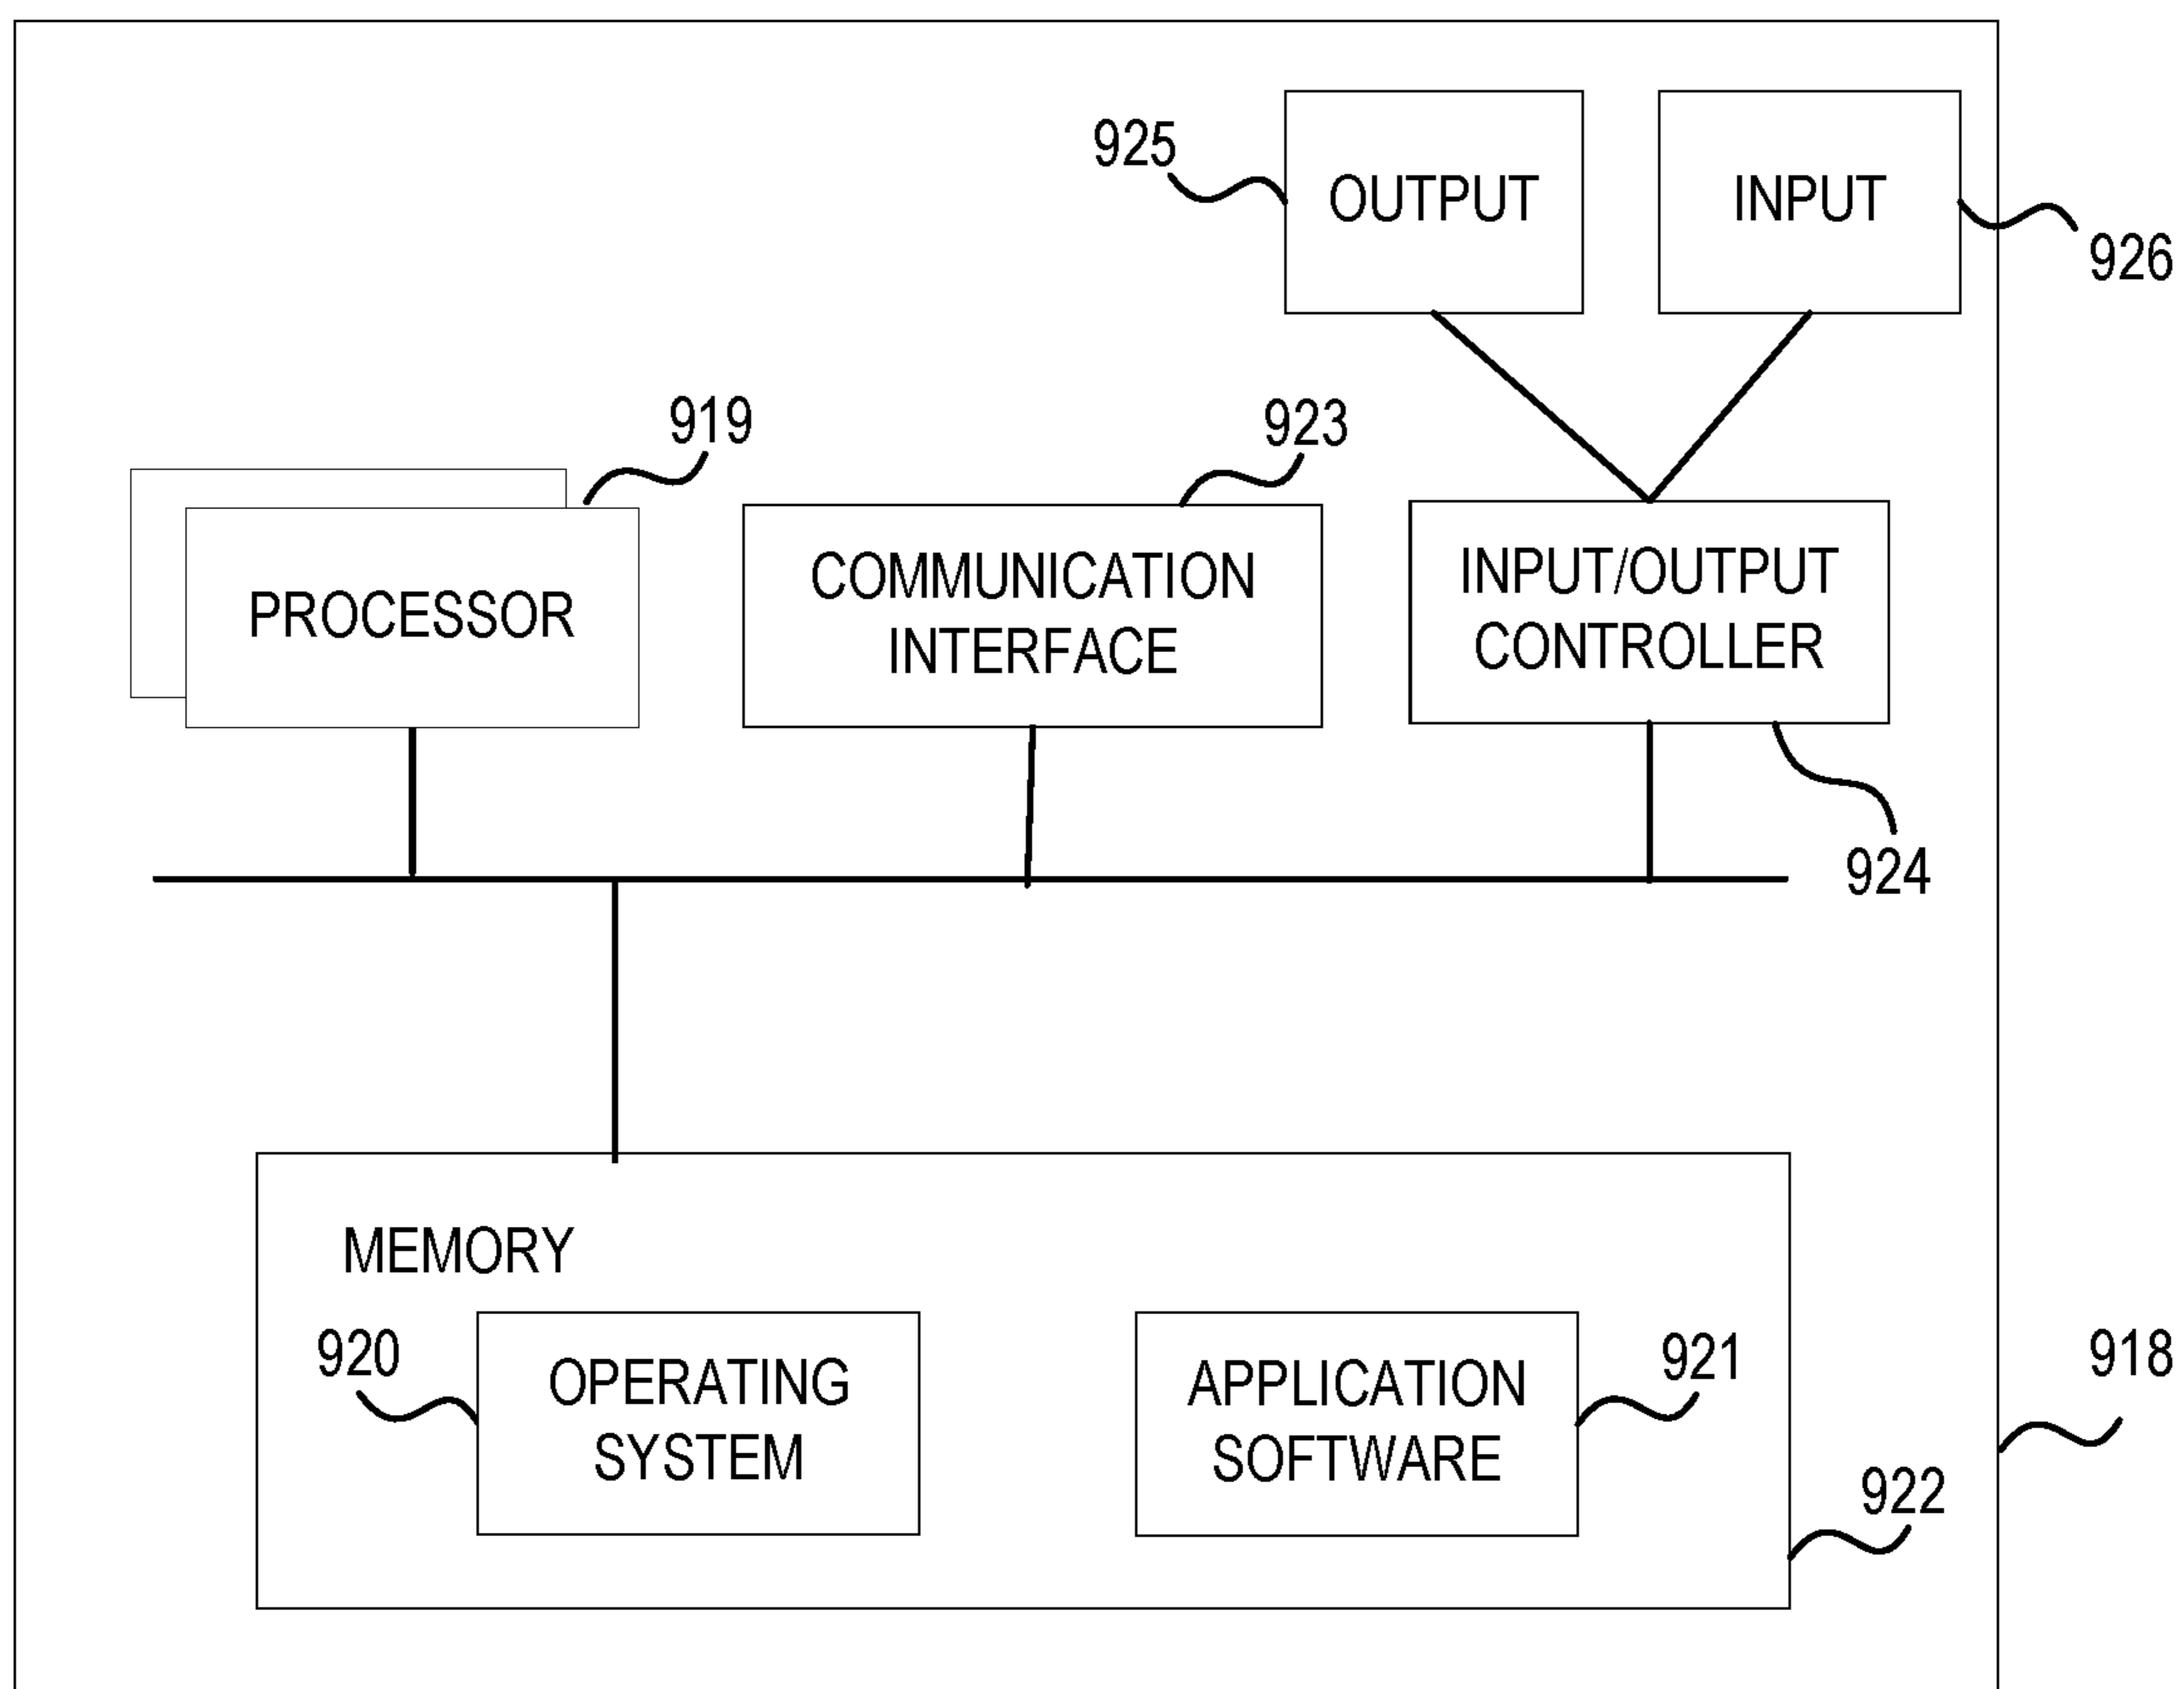 925
OUTPUT
INPUT
926
919
923
PROCESSOR
COMMUNICATION
INTERFACE
INPUT/OUTPUT
CONTROLLER
924
MEMORY
920
OPERATING
SYSTEM
APPLICATION
SOFTWARE
921
918
922